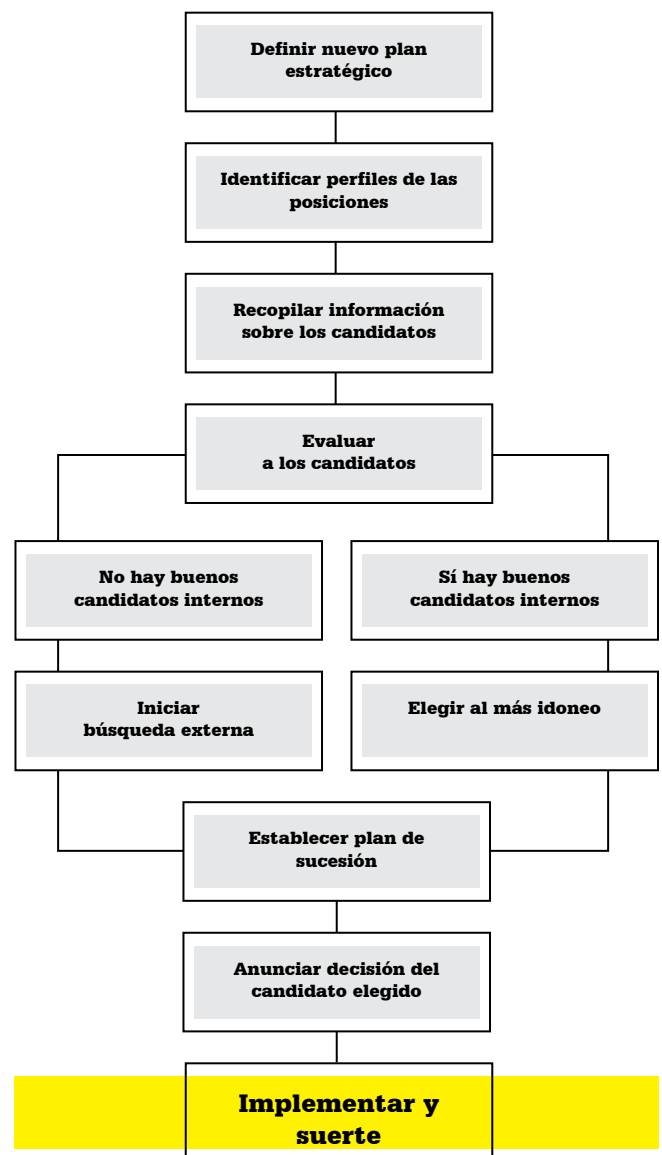 Definir nuevo plan
estratégico
Identificar perfiles de las
posiciones
Recopilar información
sobre los candidatos
Evaluar
a los candidatos
No hay buenos
candidatos internos
Sí hay buenos
candidatos internos
Iniciar
búsqueda externa
Elegir al más idoneo
Establecer plan de
sucesión
Anunciar decisión del
candidato elegido
Implementar y
suerte